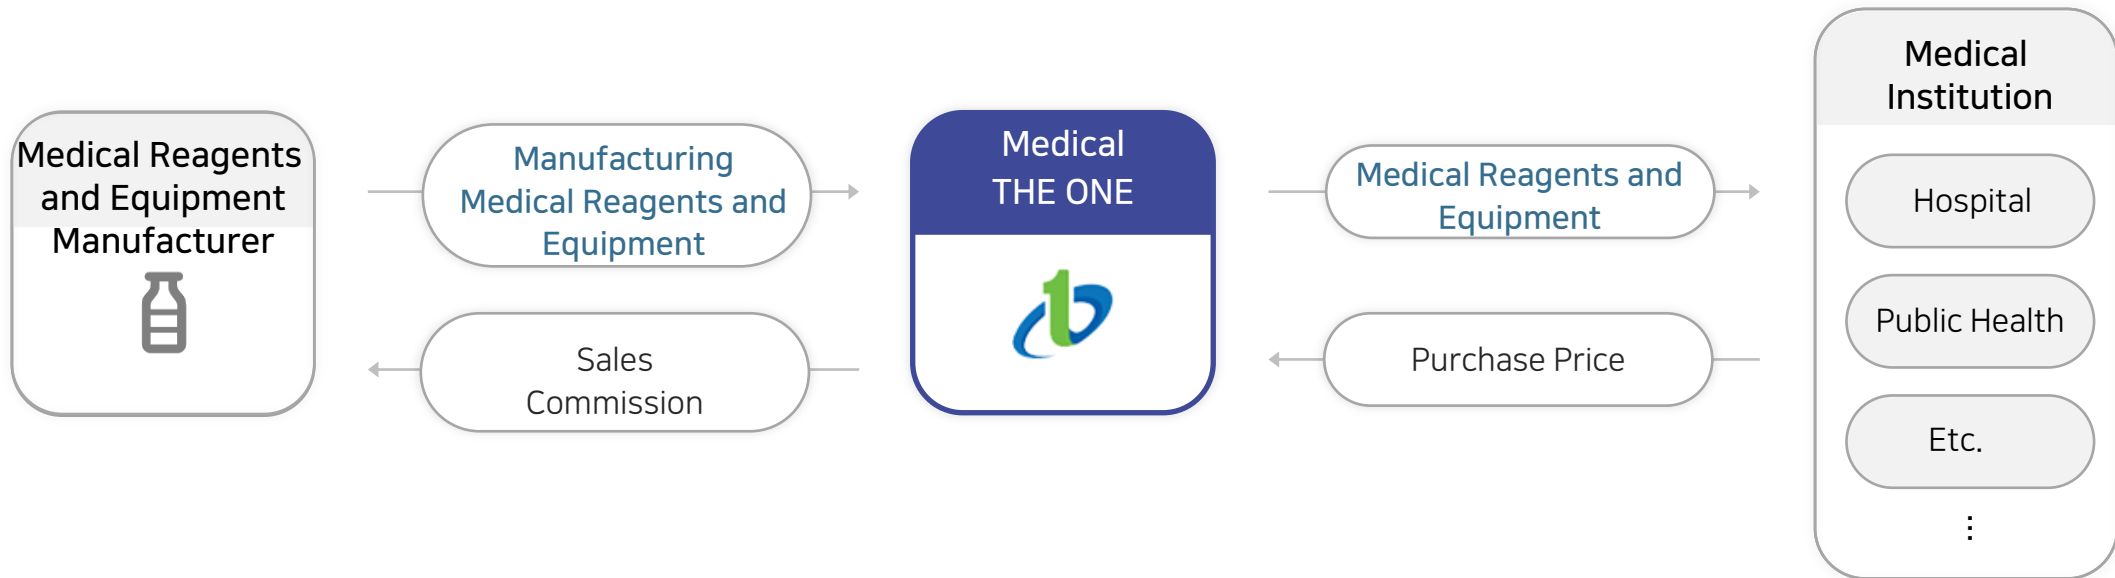 Medical Reagents
and Equipment
Manufacturer
Manufacturing
Medical Reagents and
Equipment
Sales
Commission
Medical
THE ONE
Medical Reagents and
Equipment
Purchase Price
Medical
Institution
Hospital
Public Health
Etc.
⋮